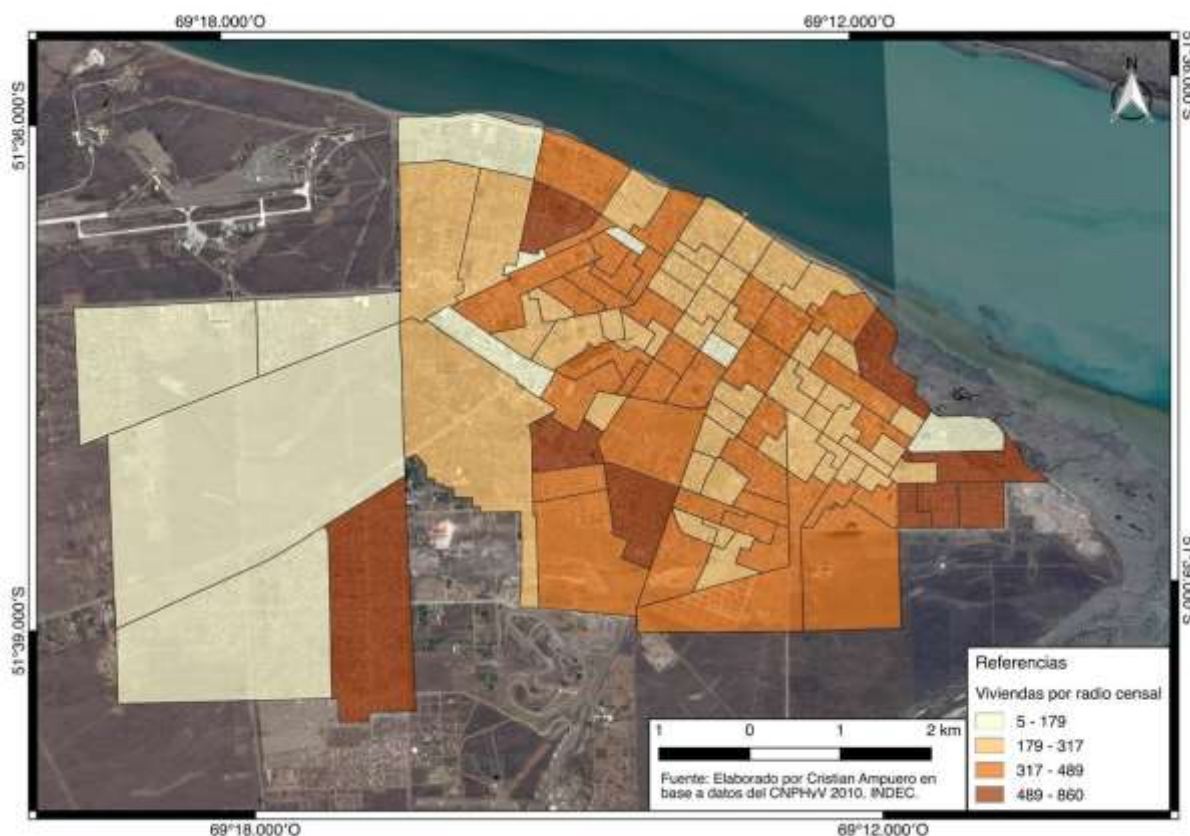 69°18.000'O
69°12.000'O
51°36.000'S
51°38.000'S
N
51°39.000'S
51°39.000'S
Referencias
Viviendas por radio censal
5 - 179
179 - 317
317 - 489
489 - 860
1 0 1 2 km
Fuente: Elaborado por Cristian Ampuero en
base a datos del CNPHyV 2010, INDEC.
69°18.000'O
69°12.000'O